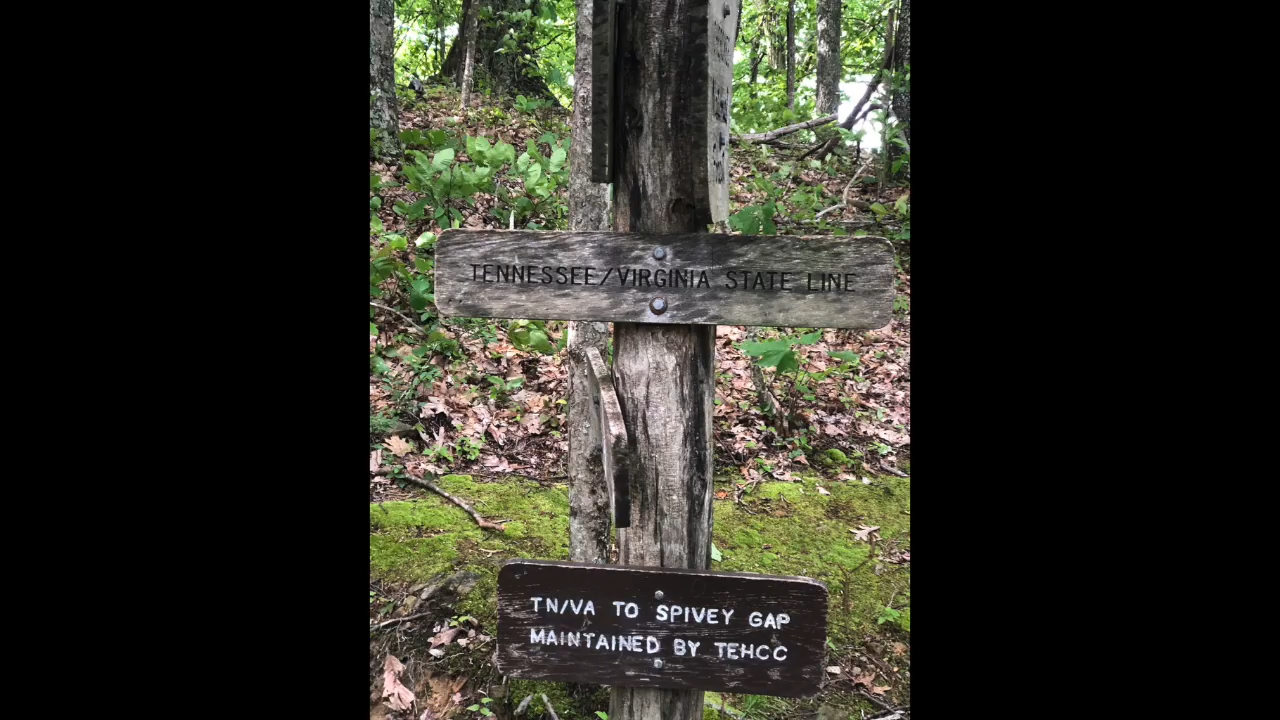 TENNESSEE/VIRGINIA STATE LINE
TN/VA TO SPIVEY GAP
MAINTAINED BY TEHCC